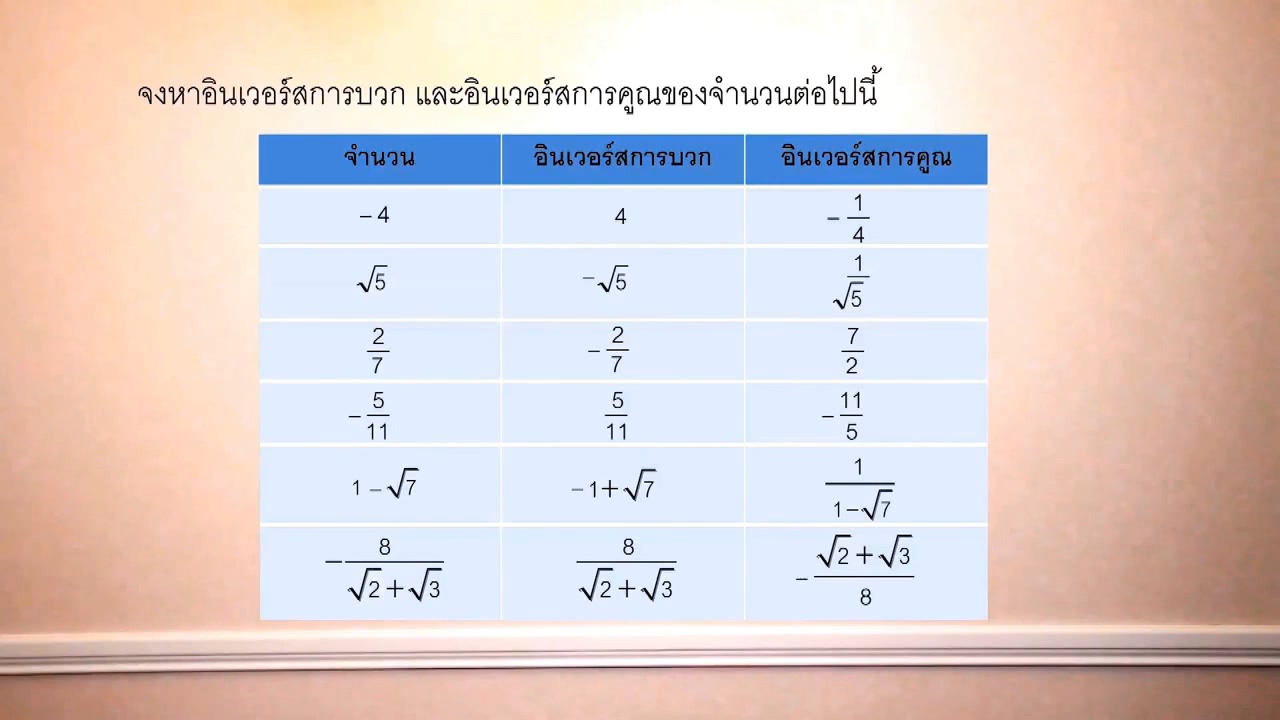 จงหาอินเวอร์สการบวก และอินเวอร์สการคูณของจำนวนต่อไปนี้
จำนวน อินเวอร์สการบวก อินเวอร์สการคูณ
– 4 4 – 1/4
√5 –√5 1/√5
2/7 – 2/7 7/2
– 5/11 5/11 – 11/5
1 – √7 – 1+√7 1/(1–√7)
– 8/(√2+√3) 8/(√2+√3) – (√2+√3)/8